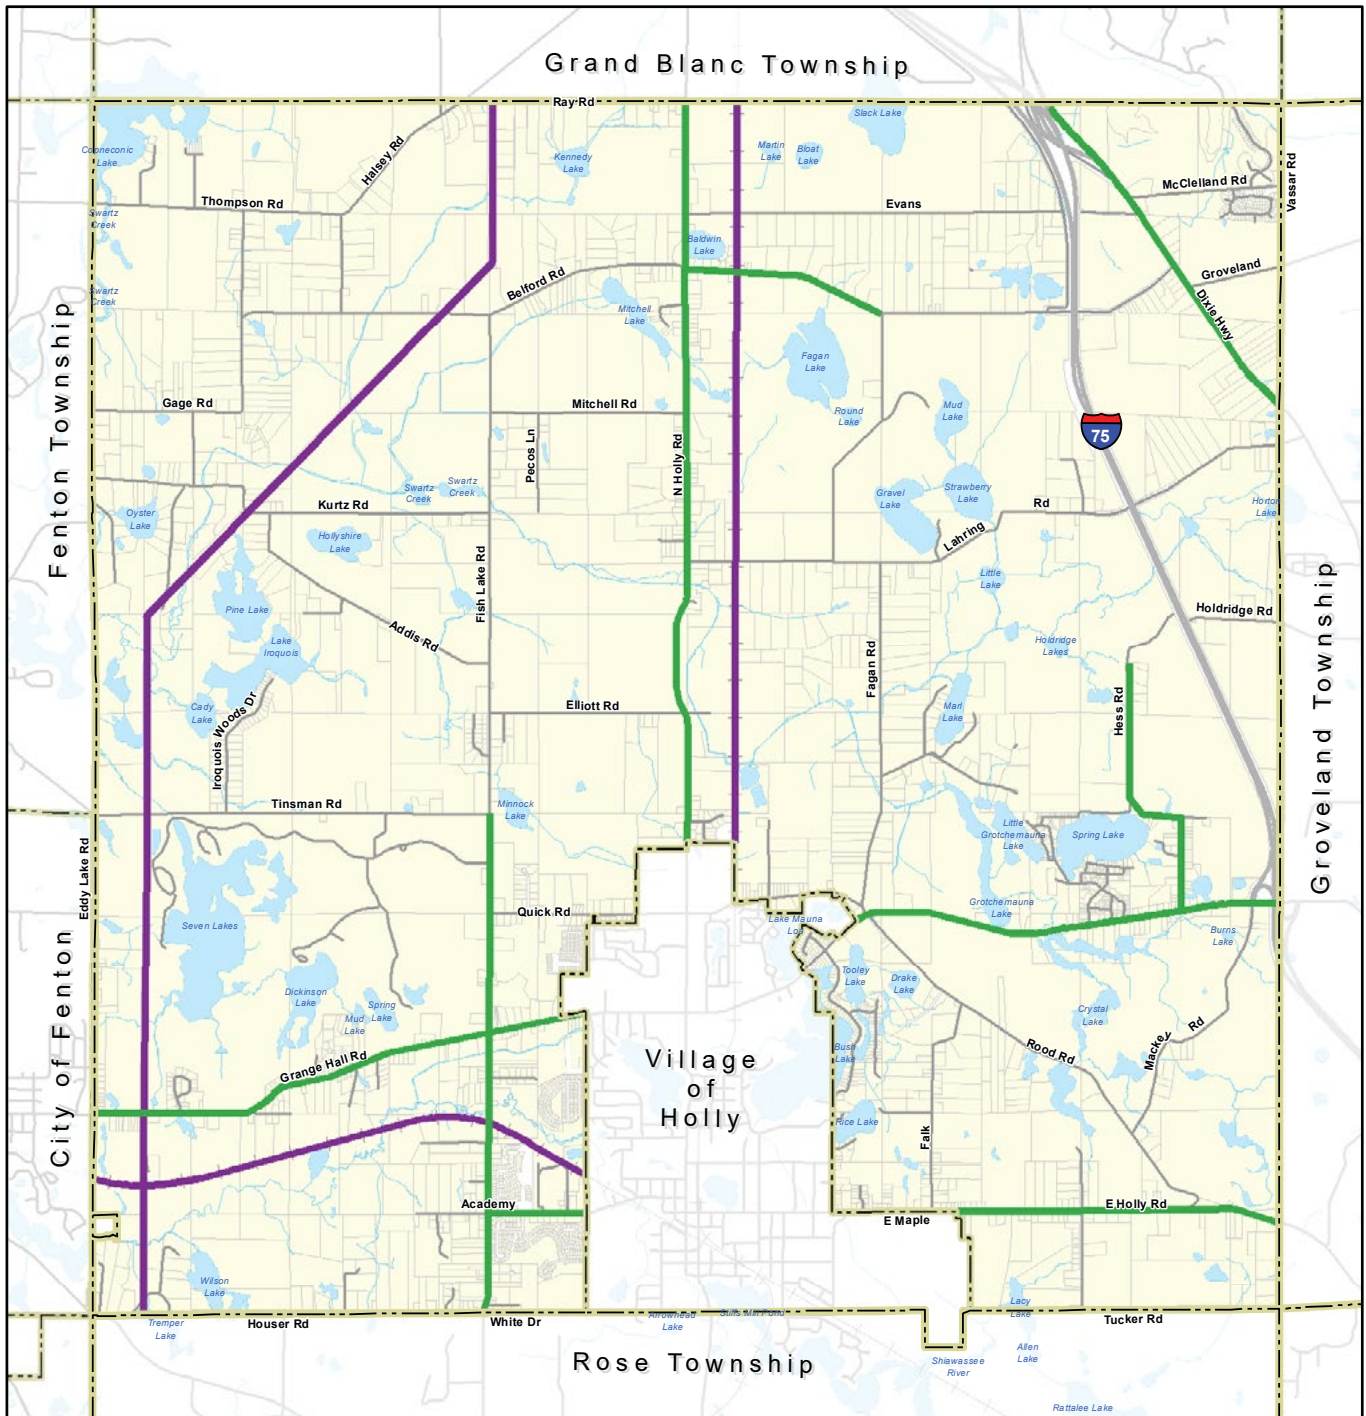 Grand Blanc Township
Ray Rd
Slack Lake
Copneconic
Lake
Halsey Rd
Kennedy
Lake
Martin
Lake
Bloat
Lake
Vassar Rd
McClelland Rd
Thompson Rd
Evans
Swartz
Creek
Baldwin
Lake
Groveland
Belford Rd
Swartz
Creek
Mitchell
Lake
Dixie Hwy
Fenton Township
Fagan
Lake
Gage Rd
Mitchell Rd
Round
Lake
Mud
Lake
75
Pecos Ln
N Holly Rd
Swartz
Creek
Swartz
Creek
Gravel
Lake
Strawberry
Lake
Kurtz Rd
Rd
Horton
Lake
Oyster
Lake
Hollyshire
Lake
Lahring
Fish Lake Rd
Little
Lake
Pine Lake
Holdridge Rd
Addis Rd
Lake
Iroquois
Holdridge
Lakes
Fagan Rd
Groveland Township
Cady
Lake
Iroquois Woods Dr
Elliott Rd
Marl
Lake
Hess Rd
Tinsman Rd
Minnock
Lake
Little
Grotchemauna
Lake
Spring Lake
Eddy Lake Rd
Quick Rd
Lake Mauna
Loa
Grotchemauna
Lake
Seven Lakes
Burns
Lake
City of Fenton
Dickinson
Lake
Spring
Lake
Mud
Lake
Tooley
Lake
Drake
Lake
Crystal
Lake
Village
of
Holly
Bush
Lake
Rood Rd
Mackey Rd
Grange Hall Rd
Rice Lake
Falk
Academy
E Maple
E Holly Rd
Wilson
Lake
Tremper
Lake
Houser Rd
White Dr
Arrowhead
Lake
Stills Mill Pond
Lacy
Lake
Tucker Rd
Rose Township
Shiawassee
River
Allen
Lake
Rattalee Lake